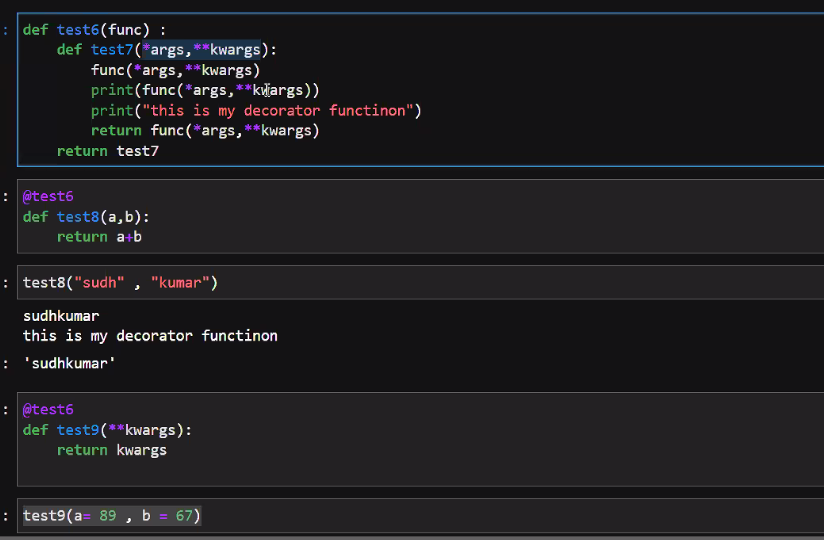 def test6(func) :
    def test7(*args,**kwargs):
        func(*args,**kwargs)
        print(func(*args,**kwargs))
        print("this is my decorator functinon")
        return func(*args,**kwargs)
    return test7
@test6
def test8(a,b):
    return a+b
test8("sudh" , "kumar")
sudhkumar
this is my decorator functinon
'sudhkumar'
@test6
def test9(**kwargs):
    return kwargs
test9(a= 89 , b = 67)